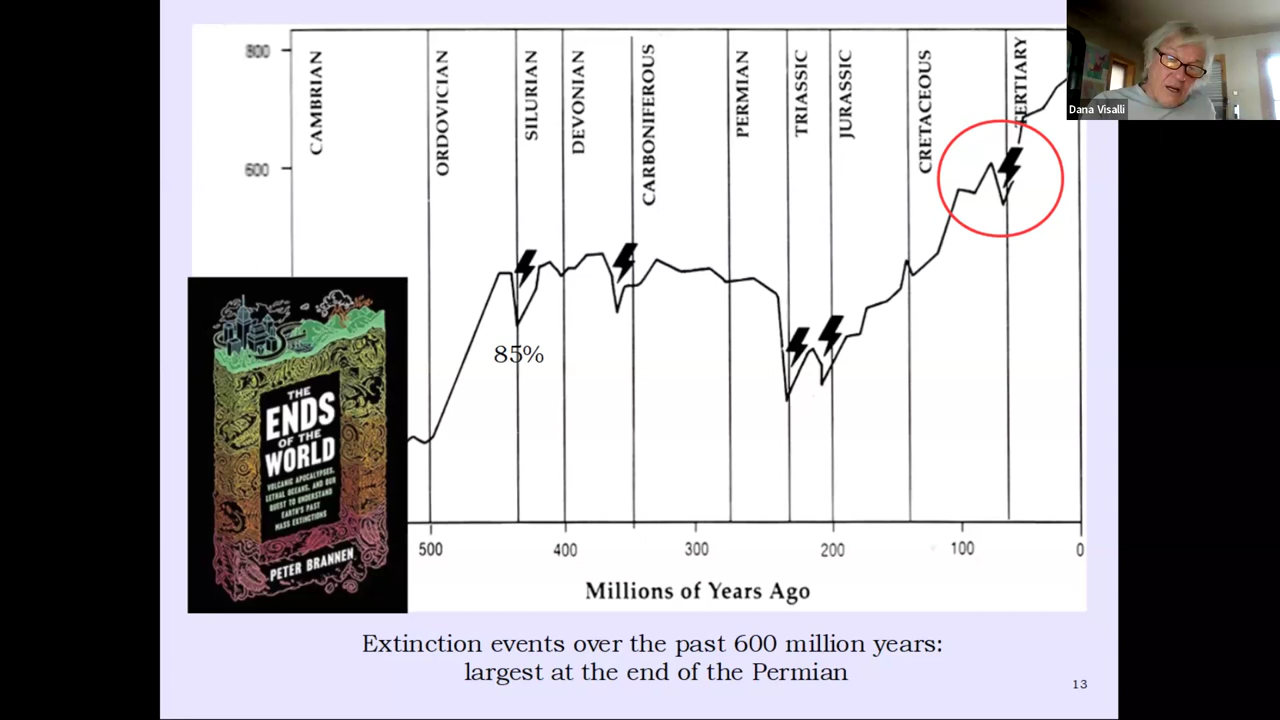 800
600
CAMBRIAN
ORDOVICIAN
SILURIAN
DEVONIAN
CARBONIFEROUS
PERMIAN
TRIASSIC
JURASSIC
CRETACEOUS
TERTIARY
Dana Visalli
85%
THE
ENDS
OF THE
WORLD
VOLCANIC APOCALYPSES,
LETHAL OCEANS, AND OUR
QUEST TO UNDERSTAND
EARTH'S PAST
MASS EXTINCTIONS
PETER BRANNEN
500
400
300
200
100
0
Millions of Years Ago
Extinction events over the past 600 million years:
largest at the end of the Permian
13